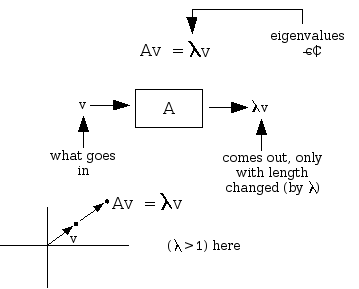 eigenvalues
Av = λv
v
A
λv
what goes
in
comes out, only
with length
changed (by λ)
Av = λv
v
(λ>1) here